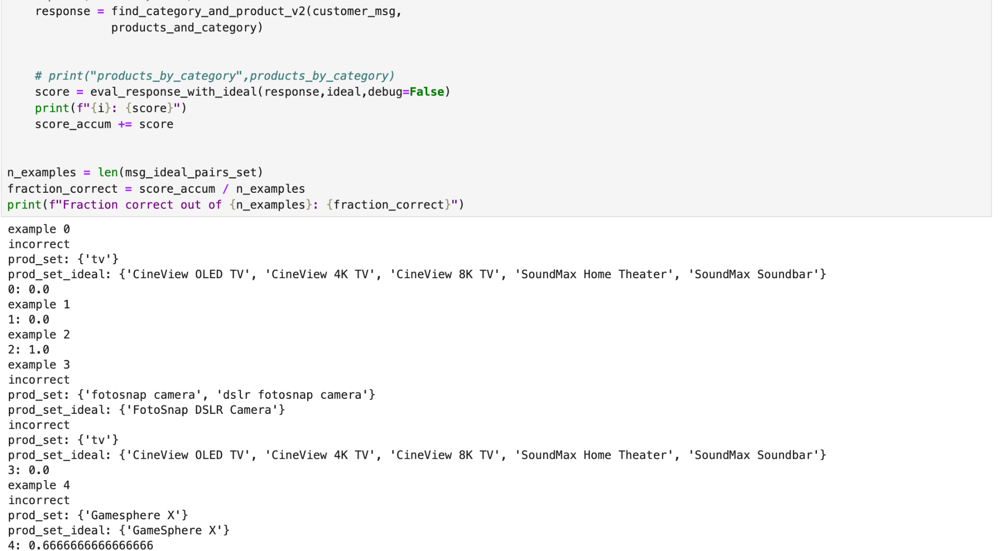 response = find_category_and_product_v2(customer_msg,
products_and_category)
# print("products_by_category",products_by_category)
score = eval_response_with_ideal(response,ideal,debug=False)
print(f"{i}: {score}")
score_accum += score
n_examples = len(msg_ideal_pairs_set)
fraction_correct = score_accum / n_examples
print(f"Fraction correct out of {n_examples}: {fraction_correct}")
example 0
incorrect
prod_set: {'tv'}
prod_set_ideal: {'CineView OLED TV', 'CineView 4K TV', 'CineView 8K TV', 'SoundMax Home Theater', 'SoundMax Soundbar'}
0: 0.0
example 1
1: 0.0
example 2
2: 1.0
example 3
incorrect
prod_set: {'fotosnap camera', 'dslr fotosnap camera'}
prod_set_ideal: {'FotoSnap DSLR Camera'}
incorrect
prod_set: {'tv'}
prod_set_ideal: {'CineView OLED TV', 'CineView 4K TV', 'CineView 8K TV', 'SoundMax Home Theater', 'SoundMax Soundbar'}
3: 0.0
example 4
incorrect
prod_set: {'Gamesphere X'}
prod_set_ideal: {'GameSphere X'}
4: 0.6666666666666666